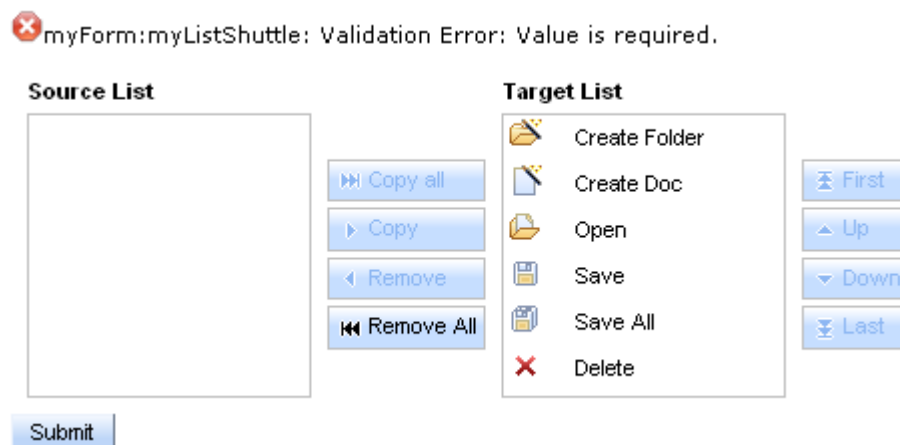 myForm:myListShuttle: Validation Error: Value is required.
Source List
Target List
Copy all
Copy
Remove
Remove All
Create Folder
Create Doc
Open
Save
Save All
Delete
First
Up
Down
Last
Submit